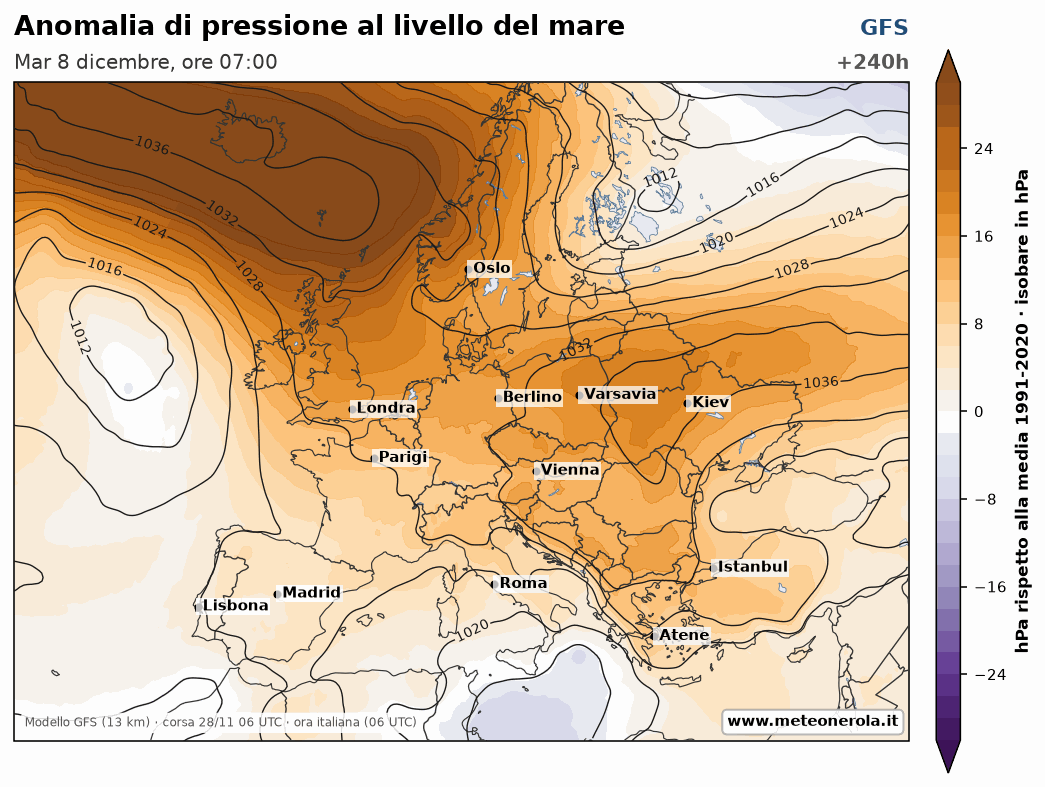 Anomalia di pressione al livello del mare
GFS
Mar 8 dicembre, ore 07:00
+240h
1036
1032
1024
1028
1016
1012
1012
1016
1024
1020
1028
1032
1036
1020
Oslo
Londra
Berlino
Varsavia
Kiev
Parigi
Vienna
Istanbul
Roma
Madrid
Lisbona
Atene
24
16
8
0
−8
−16
−24
hPa rispetto alla media 1991-2020 · isobare in hPa
Modello GFS (13 km) · corsa 28/11 06 UTC · ora italiana (06 UTC)
www.meteonerola.it